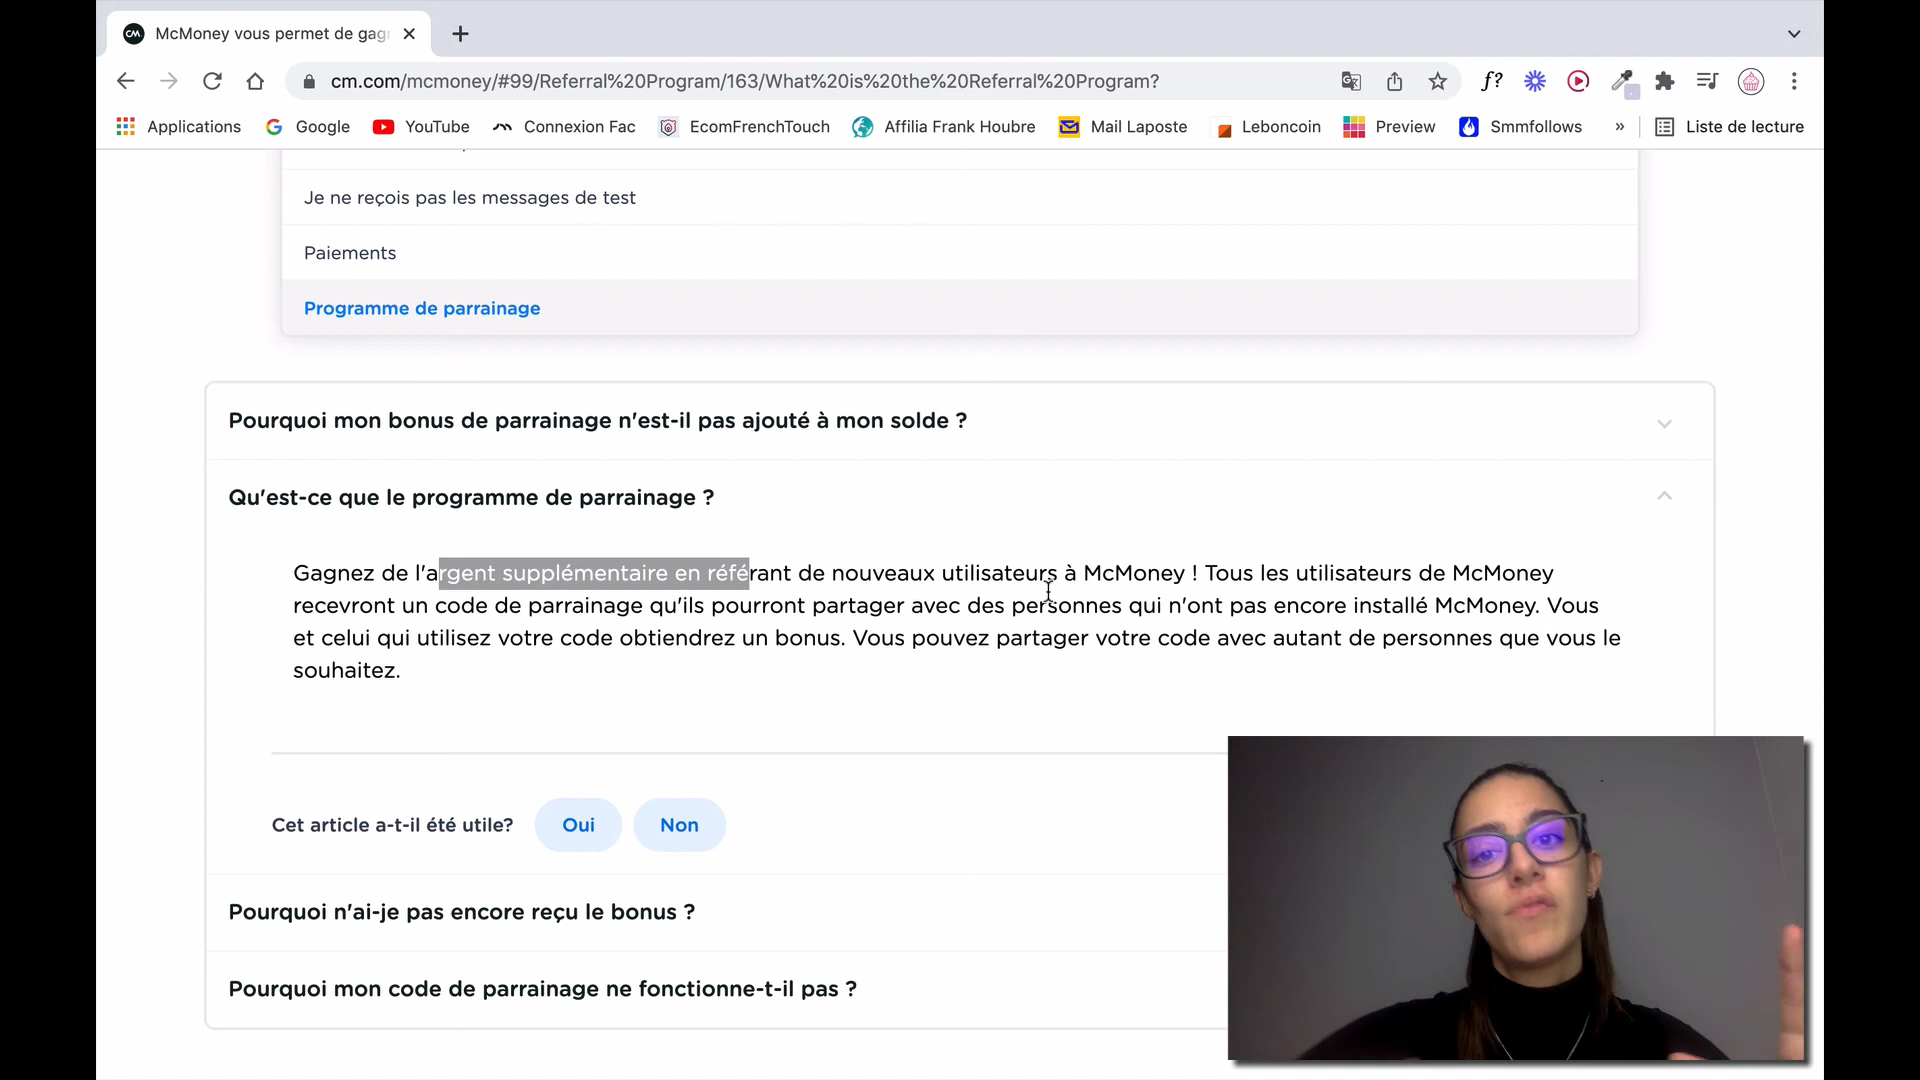 McMoney vous permet de gag
cm.com/mcmoney/#99/Referral%20Program/163/What%20is%20the%20Referral%20Program?
f?
Applications
Google
YouTube
Connexion Fac
EcomFrenchTouch
Affilia Frank Houbre
Mail Laposte
Leboncoin
Preview
Smmfollows
»
Liste de lecture
Je ne reçois pas les messages de test
Paiements
Programme de parrainage
Pourquoi mon bonus de parrainage n'est-il pas ajouté à mon solde ?
Qu'est-ce que le programme de parrainage ?
Gagnez de l'argent supplémentaire en référant de nouveaux utilisateurs à McMoney ! Tous les utilisateurs de McMoney
recevront un code de parrainage qu'ils pourront partager avec des personnes qui n'ont pas encore installé McMoney. Vous
et celui qui utilisez votre code obtiendrez un bonus. Vous pouvez partager votre code avec autant de personnes que vous le
souhaitez.
Cet article a-t-il été utile?
Oui
Non
Pourquoi n'ai-je pas encore reçu le bonus ?
Pourquoi mon code de parrainage ne fonctionne-t-il pas ?